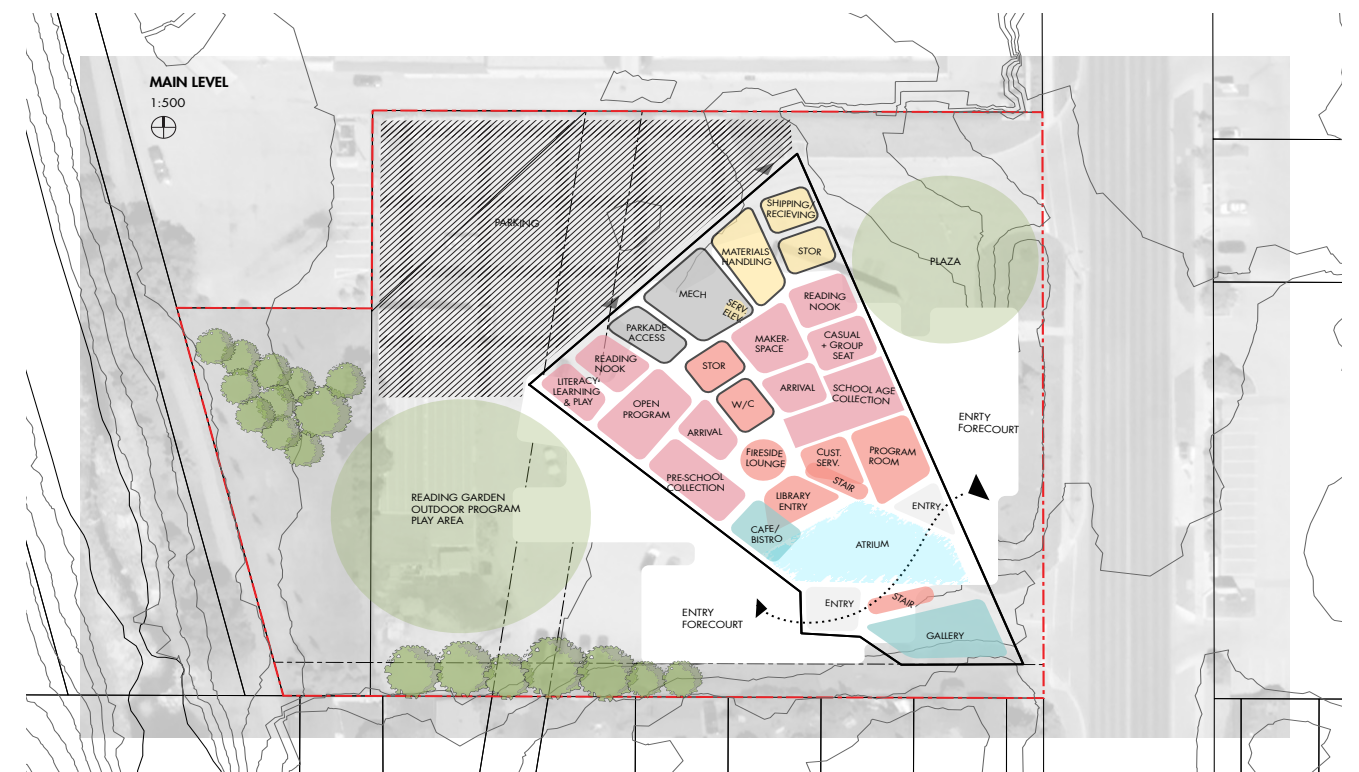 MAIN LEVEL
1:500
PARKING
SHIPPING/
RECIEVING
MATERIALS
HANDLING
STOR
PLAZA
MECH
SERV.
ELEV.
READING
NOOK
PARKADE
ACCESS
MAKER-
SPACE
CASUAL
+ GROUP
SEAT
READING
NOOK
STOR
LITERACY-
LEARNING
& PLAY
ARRIVAL
SCHOOL AGE
COLLECTION
OPEN
PROGRAM
W/C
ENRTY
FORECOURT
ARRIVAL
FIRESIDE
LOUNGE
CUST.
SERV.
PROGRAM
ROOM
PRE-SCHOOL
COLLECTION
STAIR
LIBRARY
ENTRY
READING GARDEN
OUTDOOR PROGRAM
PLAY AREA
ENTRY
CAFE/
BISTRO
ATRIUM
ENTRY
FORECOURT
ENTRY
STAIR
GALLERY